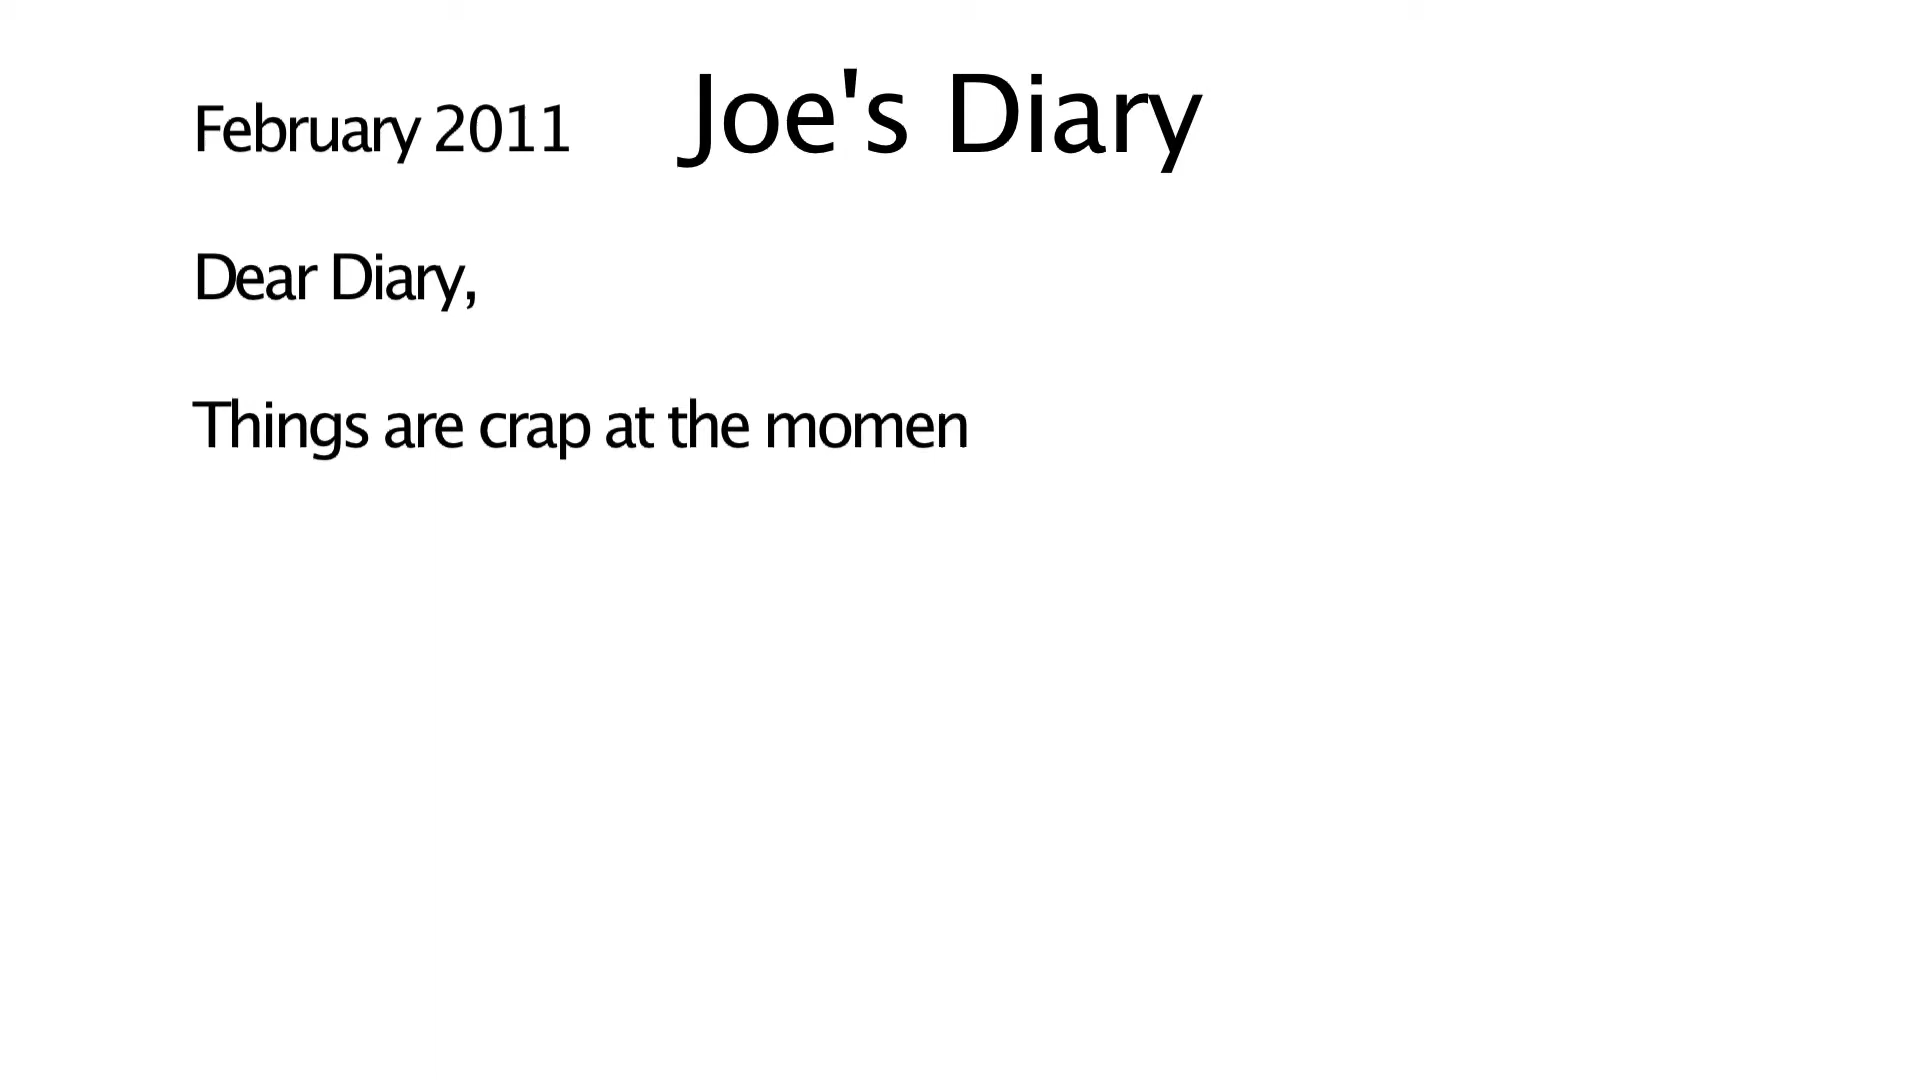 February 2011 Joe's Diary
Dear Diary,
Things are crap at the momen